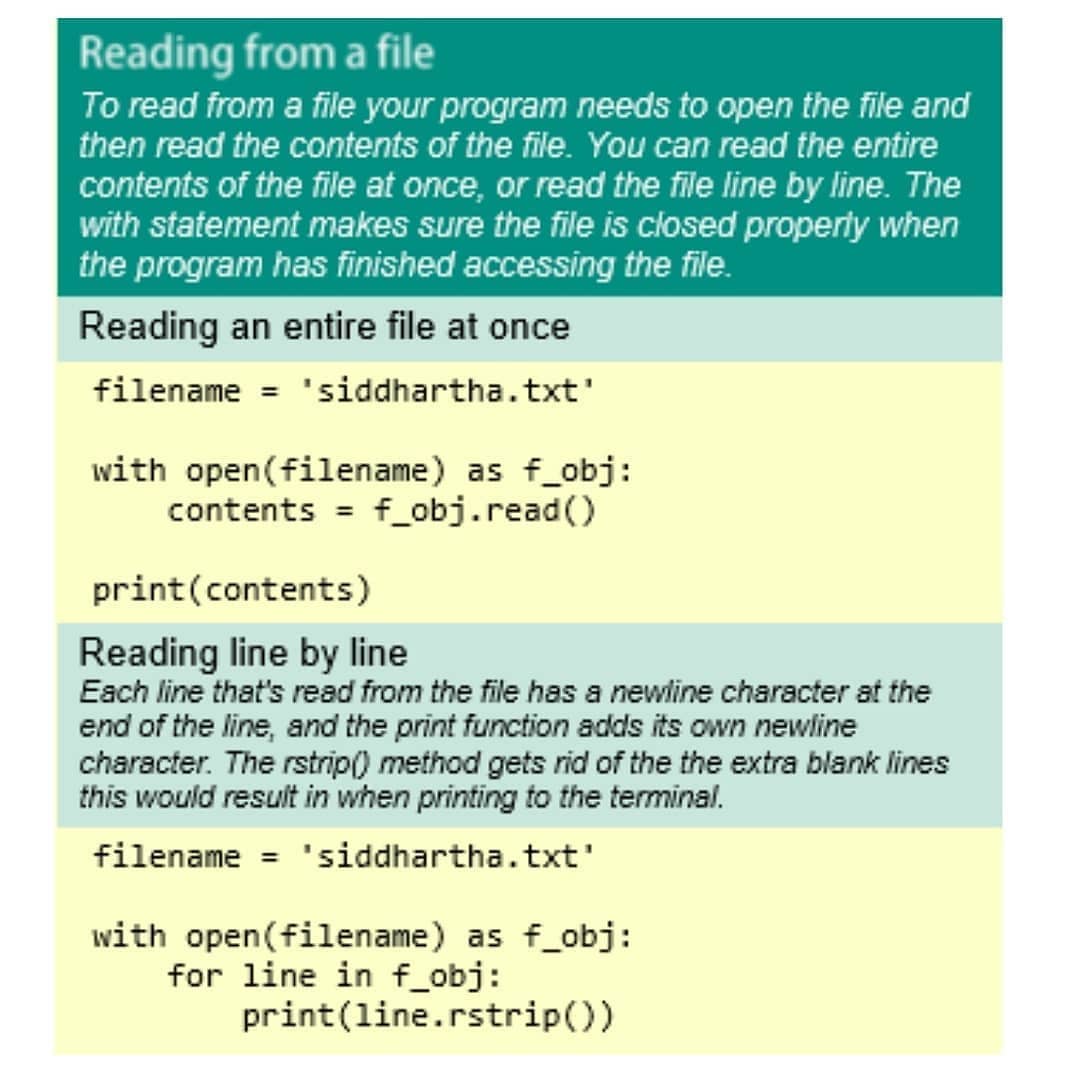 Reading from a file
To read from a file your program needs to open the file and
then read the contents of the file. You can read the entire
contents of the file at once, or read the file line by line. The
with statement makes sure the file is closed properly when
the program has finished accessing the file.
Reading an entire file at once
filename = 'siddhartha.txt'
with open(filename) as f_obj:
    contents = f_obj.read()
print(contents)
Reading line by line
Each line that's read from the file has a newline character at the
end of the line, and the print function adds its own newline
character. The rstrip() method gets rid of the the extra blank lines
this would result in when printing to the terminal.
filename = 'siddhartha.txt'
with open(filename) as f_obj:
    for line in f_obj:
        print(line.rstrip())